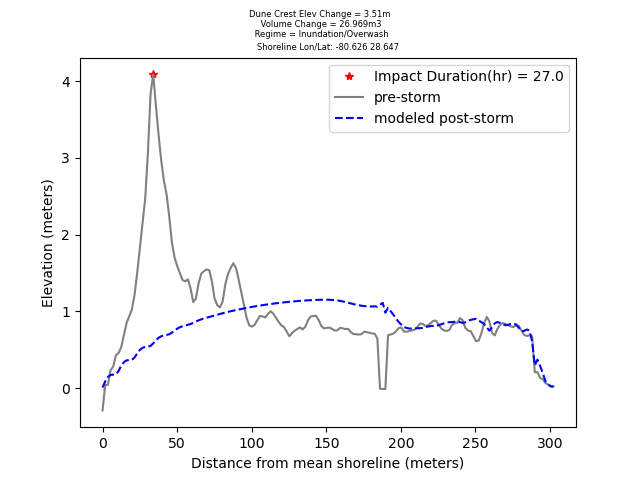 Dune Crest Elev Change = 3.51m
Volume Change = 26.969m3
Regime = Inundation/Overwash
Shoreline Lon/Lat: -80.626 28.647
Impact Duration(hr) = 27.0
pre-storm
modeled post-storm
4
3
2
1
0
Elevation (meters)
0 50 100 150 200 250 300
Distance from mean shoreline (meters)